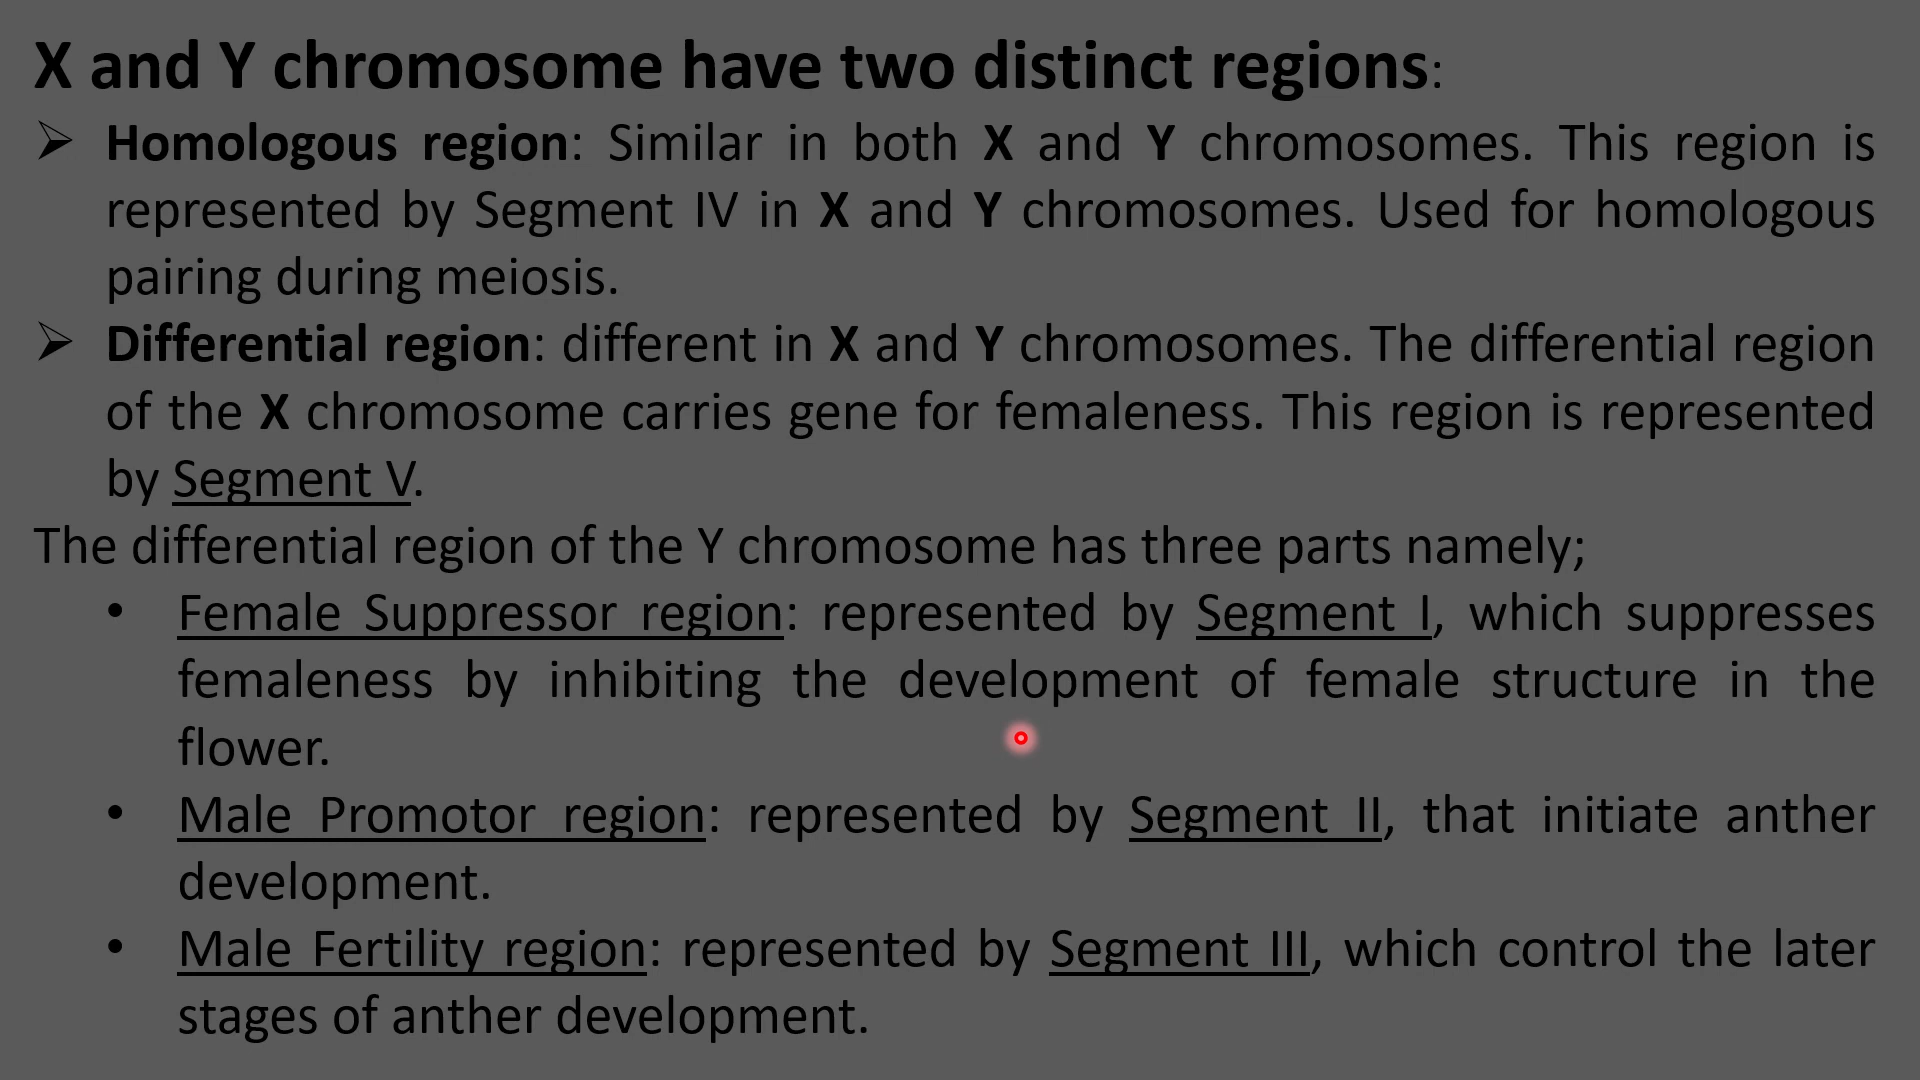 X and Y chromosome have two distinct regions:
➢ Homologous region: Similar in both X and Y chromosomes. This region is
represented by Segment IV in X and Y chromosomes. Used for homologous
pairing during meiosis.
➢ Differential region: different in X and Y chromosomes. The differential region
of the X chromosome carries gene for femaleness. This region is represented
by Segment V.
The differential region of the Y chromosome has three parts namely;
• Female Suppressor region: represented by Segment I, which suppresses
femaleness by inhibiting the development of female structure in the
flower.
• Male Promotor region: represented by Segment II, that initiate anther
development.
• Male Fertility region: represented by Segment III, which control the later
stages of anther development.